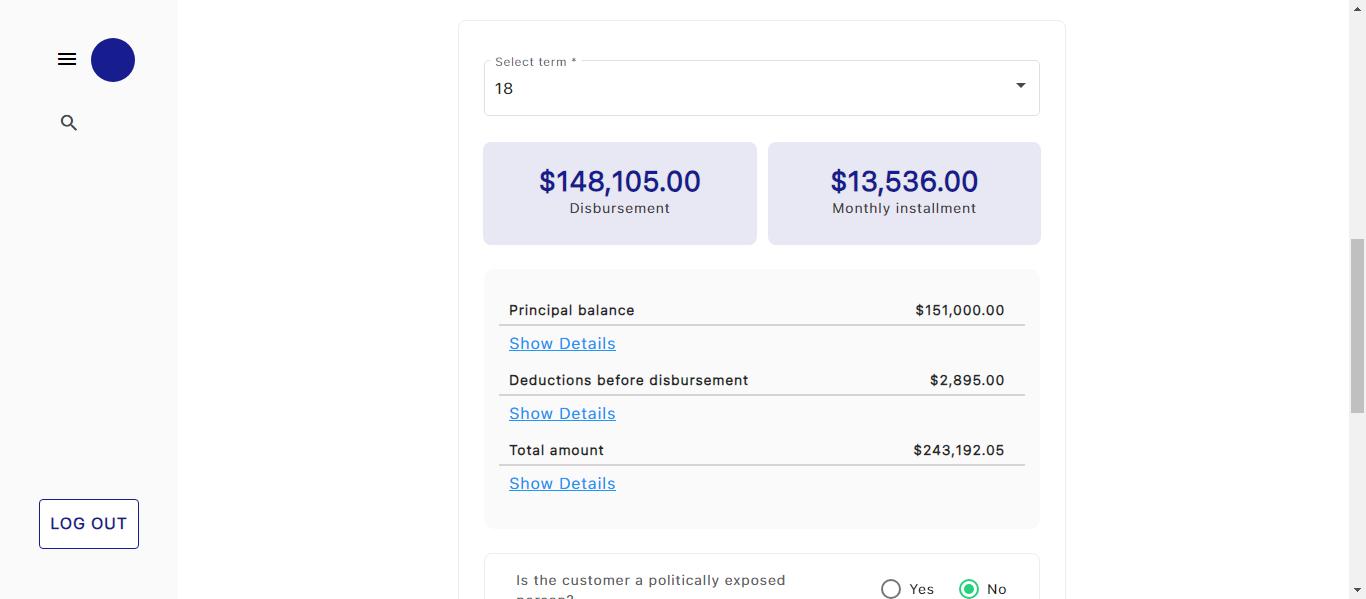 Select term *
18
$148,105.00
Disbursement
$13,536.00
Monthly installment
Principal balance $151,000.00
Show Details
Deductions before disbursement $2,895.00
Show Details
Total amount $243,192.05
Show Details
LOG OUT
Is the customer a politically exposed
person?
Yes No